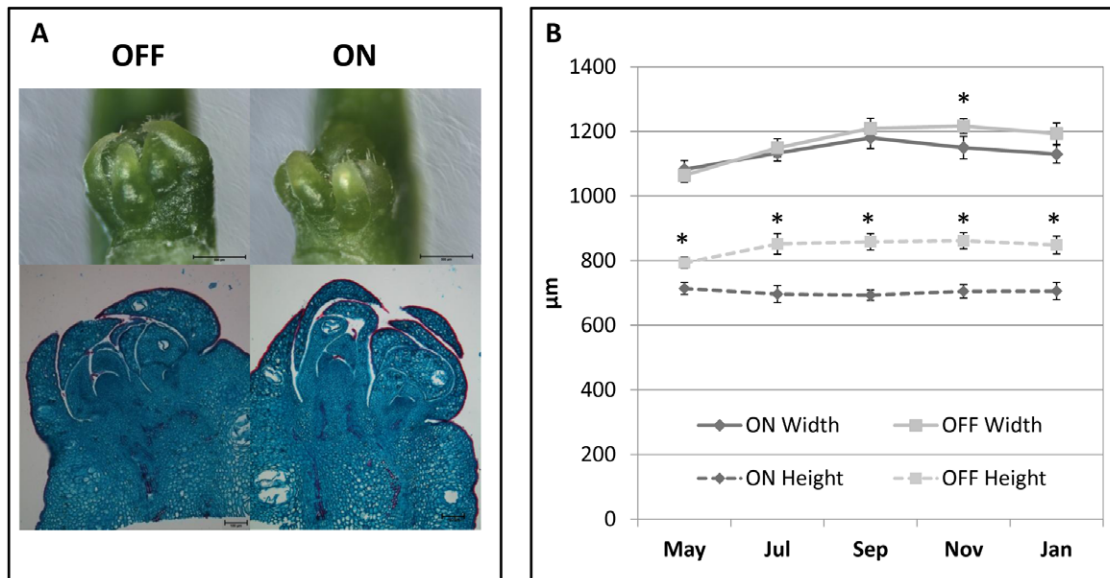 A
OFF ON
B
1400
1200
1000
800
600
400
200
0
µm
*
* * * * *
ON Width OFF Width
ON Height OFF Height
May Jul Sep Nov Jan